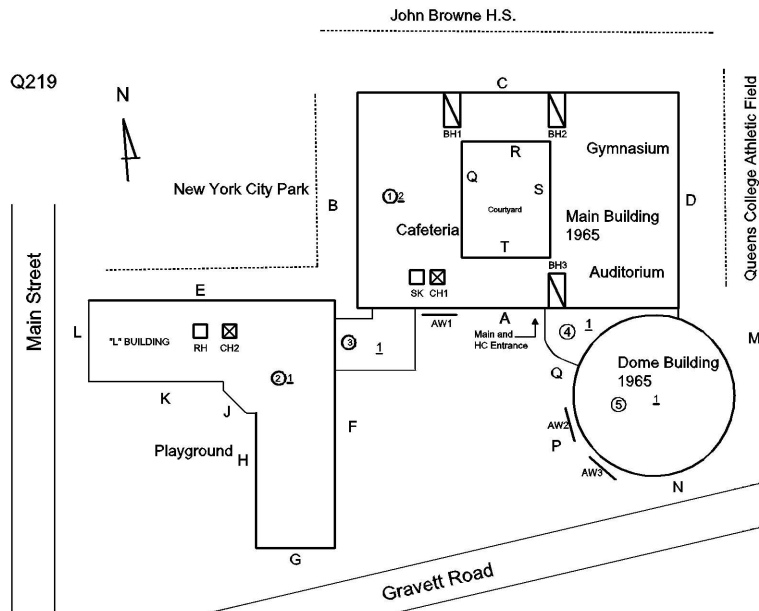 John Browne H.S.
Q219
N
C
BH1
BH2
Gymnasium
Queens College Athletic Field
New York City Park
B
R
Q
S
Courtyard
T
1 2
Cafeteria
Main Building
1965
D
Auditorium
BH3
SK
CH1
E
A
AW1
Main and
HC Entrance
4
1
M
Main Street
L
"L" BUILDING
RH
CH2
3
1
2 1
Dome Building
1965
Q
5
1
K
J
F
Playground
H
AW2
P
AW3
N
G
Gravett Road